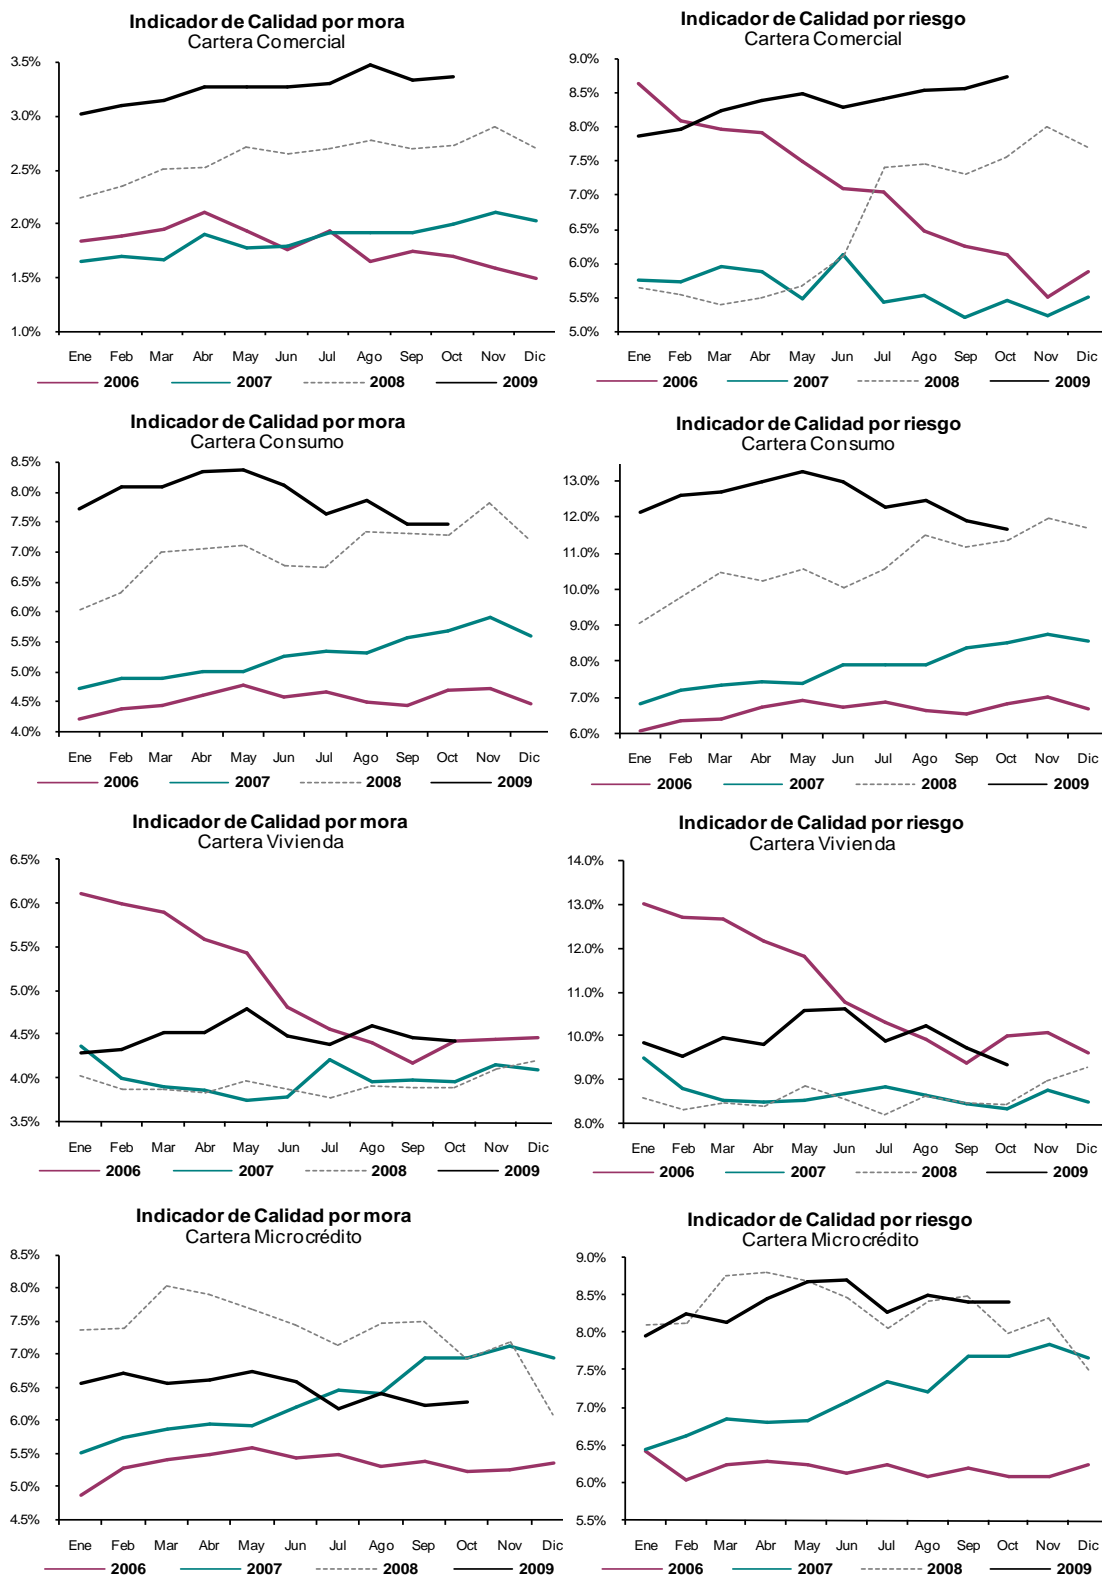 Indicador de Calidad por mora
Cartera Comercial
3.5%
3.0%
2.5%
2.0%
1.5%
1.0%
Ene Feb Mar Abr May Jun Jul Ago Sep Oct Nov Dic
2006 2007 2008 2009
Indicador de Calidad por riesgo
Cartera Comercial
9.0%
8.5%
8.0%
7.5%
7.0%
6.5%
6.0%
5.5%
5.0%
Ene Feb Mar Abr May Jun Jul Ago Sep Oct Nov Dic
2006 2007 2008 2009
Indicador de Calidad por mora
Cartera Consumo
8.5%
8.0%
7.5%
7.0%
6.5%
6.0%
5.5%
5.0%
4.5%
4.0%
Ene Feb Mar Abr May Jun Jul Ago Sep Oct Nov Dic
2006 2007 2008 2009
Indicador de Calidad por riesgo
Cartera Consumo
13.0%
12.0%
11.0%
10.0%
9.0%
8.0%
7.0%
6.0%
Ene Feb Mar Abr May Jun Jul Ago Sep Oct Nov Dic
2006 2007 2008 2009
Indicador de Calidad por mora
Cartera Vivienda
6.5%
6.0%
5.5%
5.0%
4.5%
4.0%
3.5%
Ene Feb Mar Abr May Jun Jul Ago Sep Oct Nov Dic
2006 2007 2008 2009
Indicador de Calidad por riesgo
Cartera Vivienda
14.0%
13.0%
12.0%
11.0%
10.0%
9.0%
8.0%
Ene Feb Mar Abr May Jun Jul Ago Sep Oct Nov Dic
2006 2007 2008 2009
Indicador de Calidad por mora
Cartera Microcrédito
8.5%
8.0%
7.5%
7.0%
6.5%
6.0%
5.5%
5.0%
4.5%
Ene Feb Mar Abr May Jun Jul Ago Sep Oct Nov Dic
2006 2007 2008 2009
Indicador de Calidad por riesgo
Cartera Microcrédito
9.0%
8.5%
8.0%
7.5%
7.0%
6.5%
6.0%
5.5%
Ene Feb Mar Abr May Jun Jul Ago Sep Oct Nov Dic
2006 2007 2008 2009